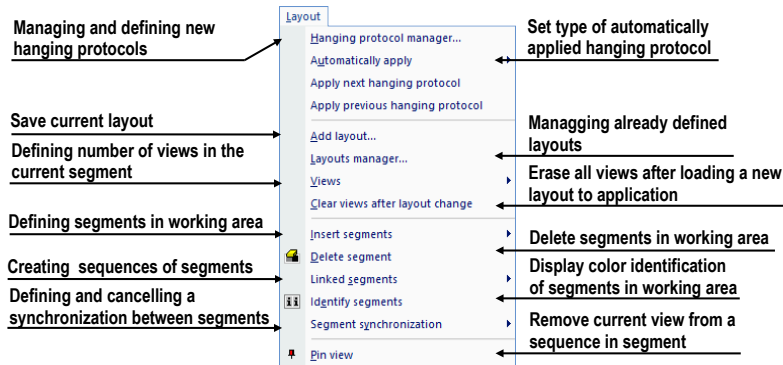 Layout
Managing and defining new
hanging protocols
Hanging protocol manager...
Automatically apply
Apply next hanging protocol
Apply previous hanging protocol
Set type of automatically
applied hanging protocol
Save current layout
Defining number of views in the
current segment
Add layout...
Layouts manager...
Views
Clear views after layout change
Managging already defined
layouts
Erase all views after loading a new
layout to application
Defining segments in working area
Creating sequences of segments
Defining and cancelling a
synchronization between segments
Insert segments
Delete segment
Linked segments
Identify segments
Segment synchronization
Pin view
Delete segments in working area
Display color identification
of segments in working area
Remove current view from a
sequence in segment